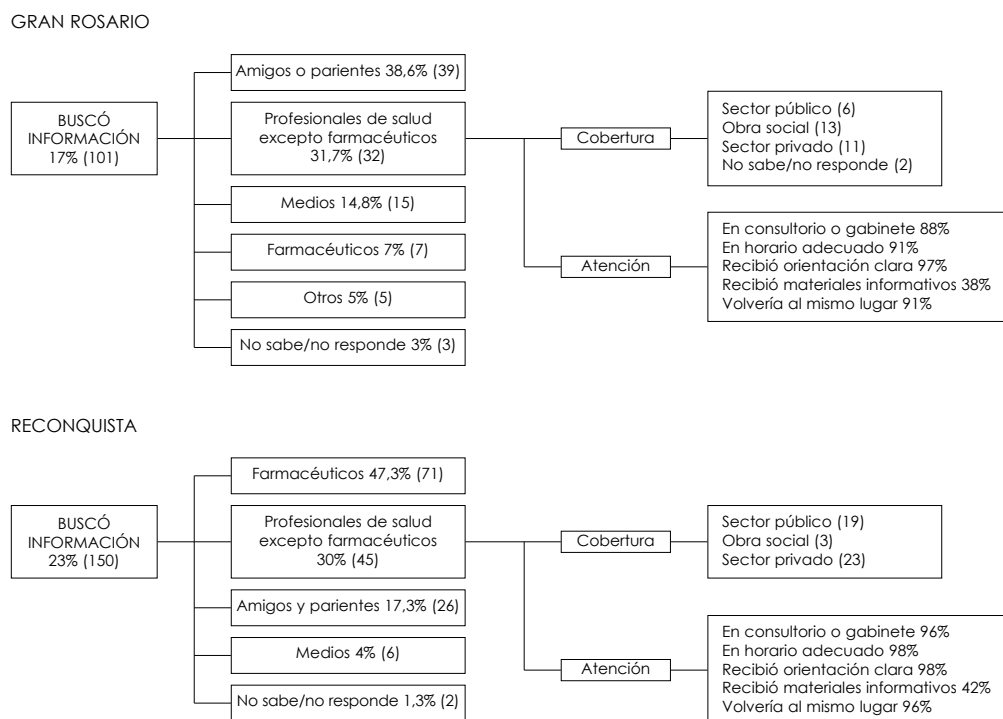 GRAN ROSARIO
BUSCÓ
INFORMACIÓN
17% (101)
Amigos o parientes 38,6% (39)
Profesionales de salud
excepto farmacéuticos
31,7% (32)
Medios 14,8% (15)
Farmacéuticos 7% (7)
Otros 5% (5)
No sabe/no responde 3% (3)
Cobertura
Sector público (6)
Obra social (13)
Sector privado (11)
No sabe/no responde (2)
Atención
En consultorio o gabinete 88%
En horario adecuado 91%
Recibió orientación clara 97%
Recibió materiales informativos 38%
Volvería al mismo lugar 91%
RECONQUISTA
BUSCÓ
INFORMACIÓN
23% (150)
Farmacéuticos 47,3% (71)
Profesionales de salud
excepto farmacéuticos
30% (45)
Amigos y parientes 17,3% (26)
Medios 4% (6)
No sabe/no responde 1,3% (2)
Cobertura
Sector público (19)
Obra social (3)
Sector privado (23)
Atención
En consultorio o gabinete 96%
En horario adecuado 98%
Recibió orientación clara 98%
Recibió materiales informativos 42%
Volvería al mismo lugar 96%